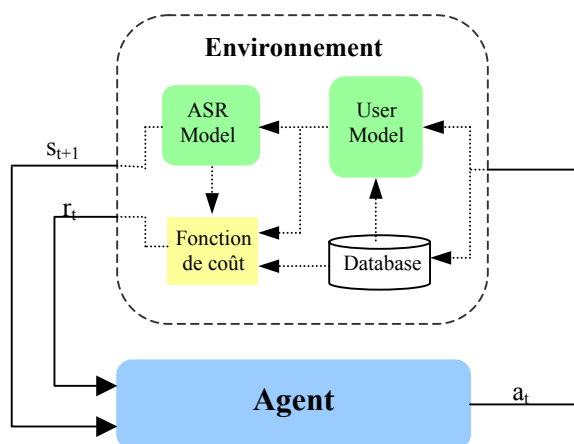 Environnement
ASR
Model
User
Model
s_{t+1}
r_t
Fonction
de coût
Database
Agent
a_t